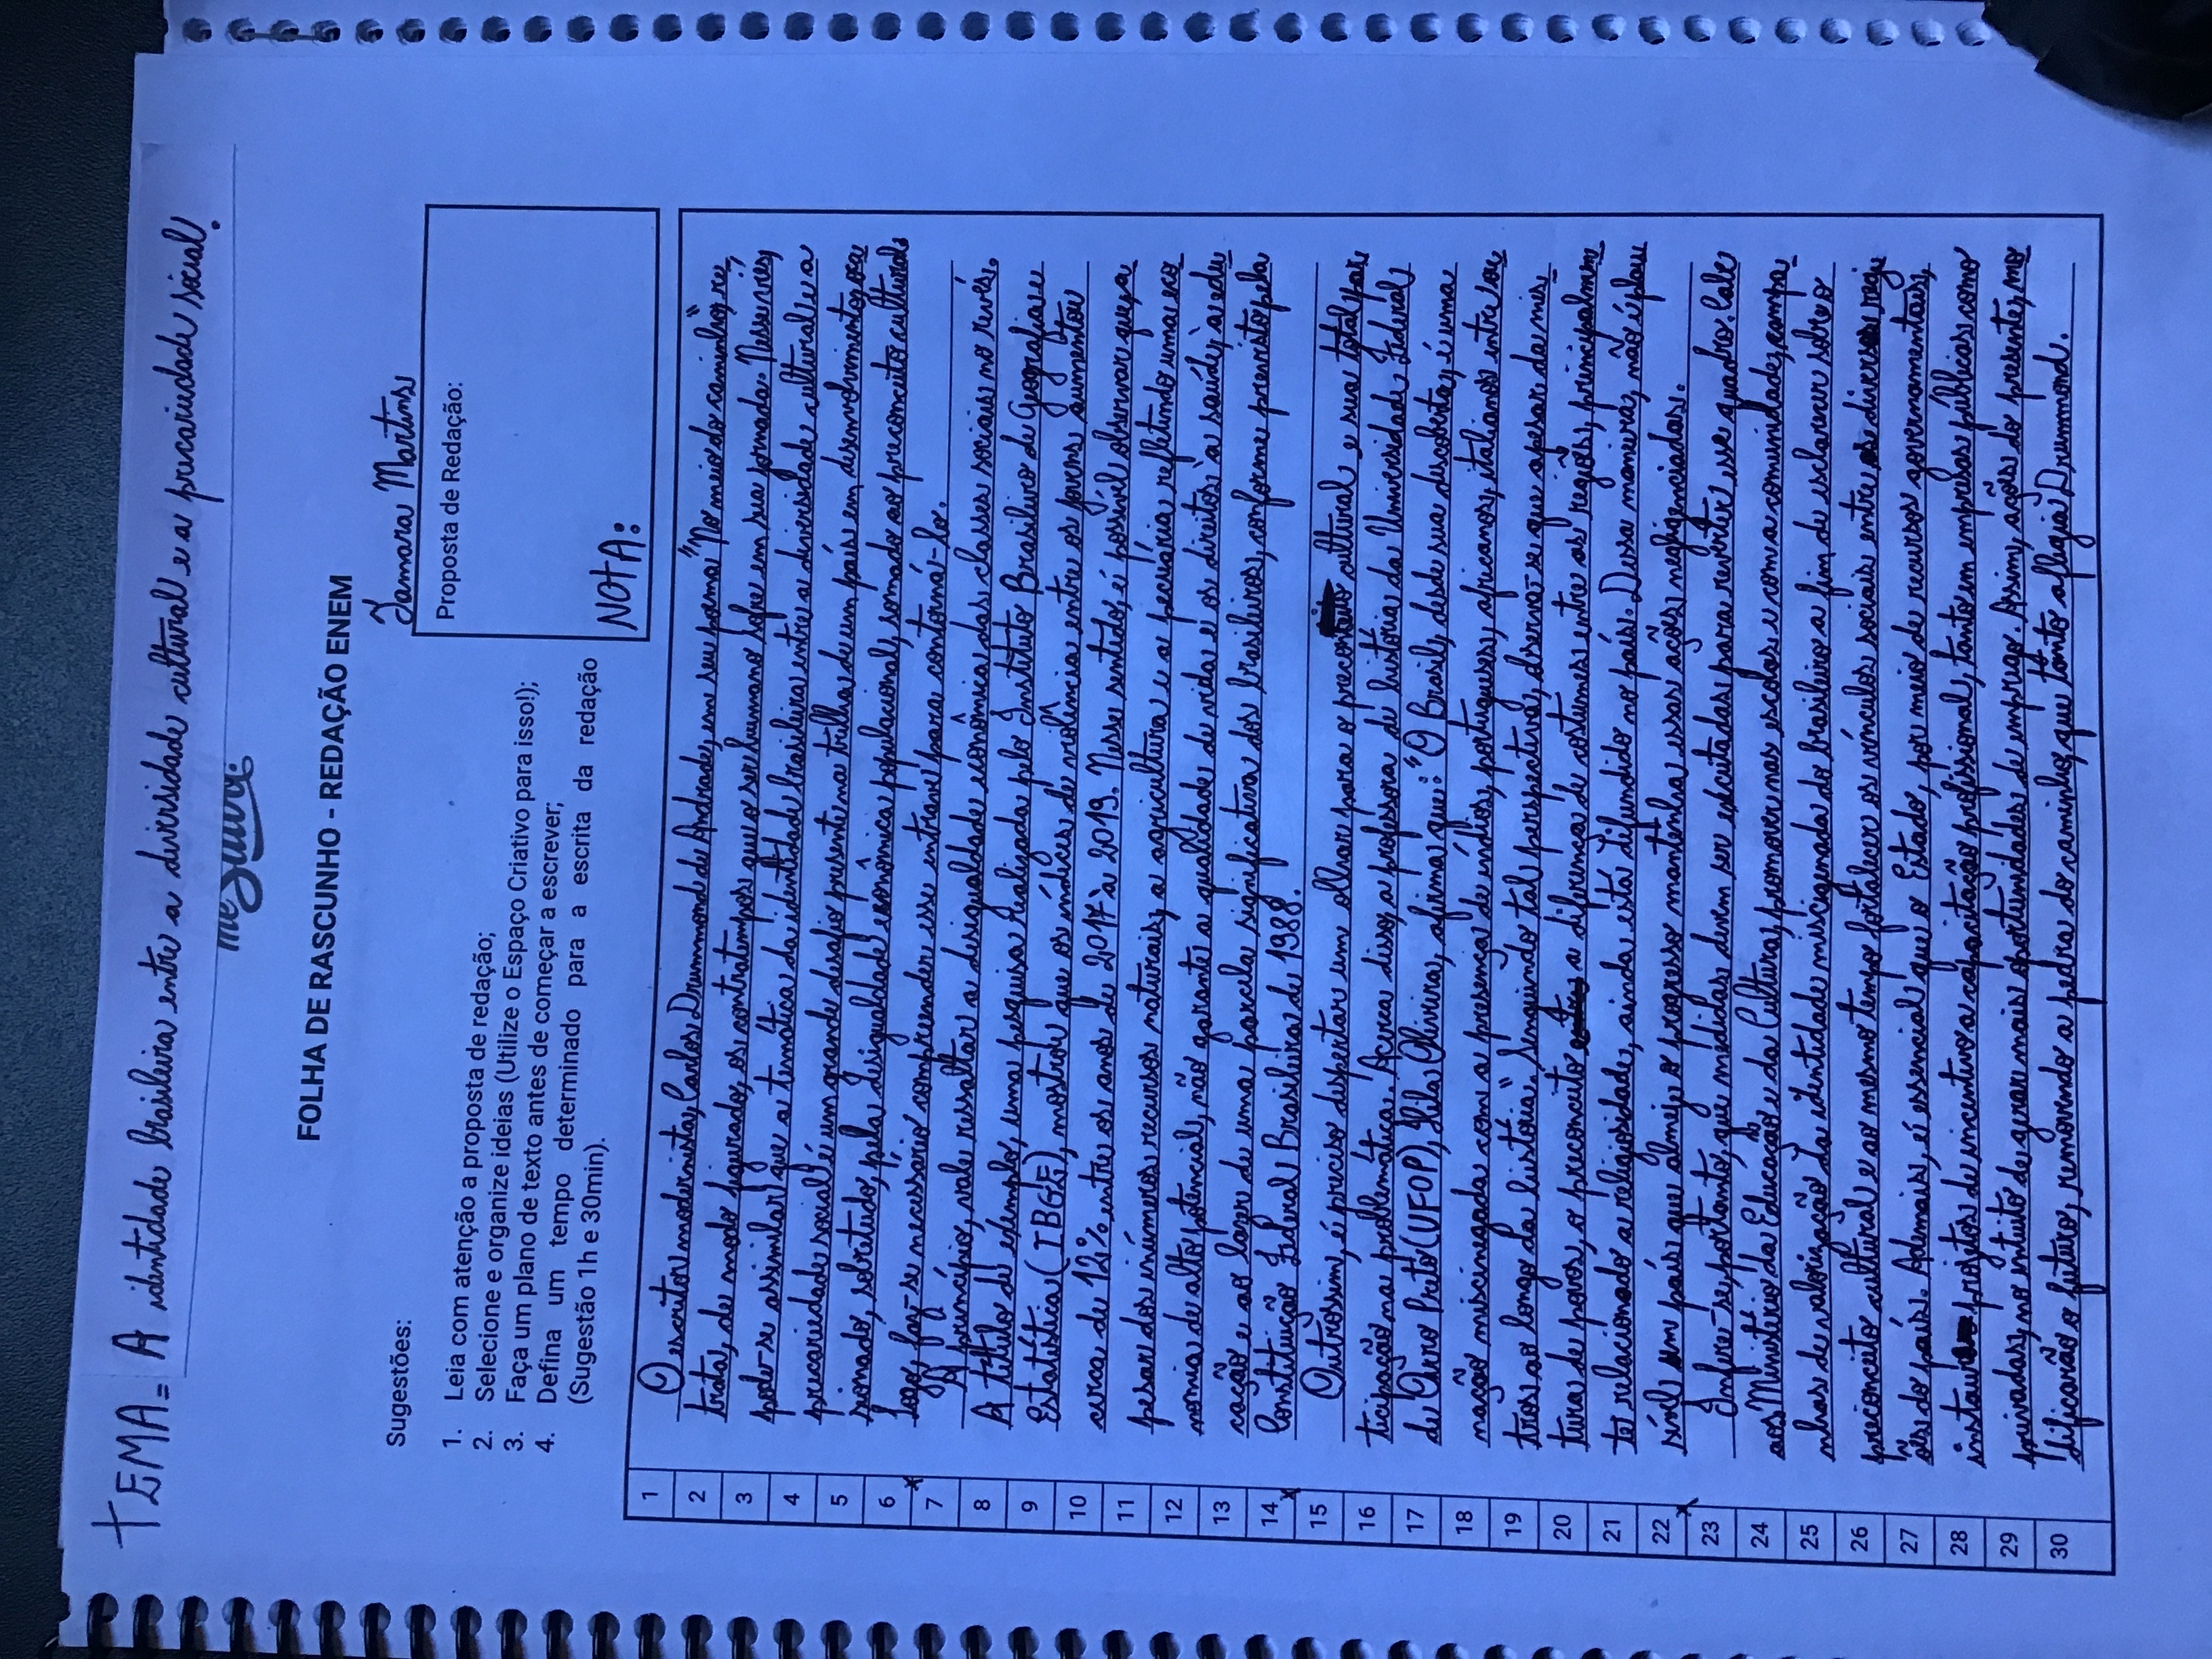 TEMA= A identidade brasileira entre a diversidade cultural e a precariedade social.
me Salva!
FOLHA DE RASCUNHO - REDAÇÃO ENEM
Tamara Martins
Sugestões:
Proposta de Redação:
1. Leia com atenção a proposta de redação;
2. Selecione e organize ideias (Utilize o Espaço Criativo para isso!);
3. Faça um plano de texto antes de começar a escrever;
4. Defina um tempo determinado para a escrita da redação
(Sugestão 1h e 30min).
NOTA:
1 O escritor modernista, Carlos Drummond de Andrade, em seu poema "No meio do caminho", re
2 trata, de modo figurado, os contratempos que o ser humano sofre em sua jornada. Nesse viés,
3 pode-se assimilar que a temática da identidade brasileira entre a diversidade cultural e a
4 precariedade social é um grande desafio presente na trilha de um país em desenvolvimento, oca
5 sionado, sobretudo, pela desigualdade econômica populacional, somado ao preconceito cultural.
6 Logo, faz-se necessário compreender esse entrave para contorná-lo.
7 A princípio, vale ressaltar a desigualdade econômica das classes sociais no revés.
8 A título de exemplo, uma pesquisa realizada pelo Instituto Brasileiro de Geografia e
9 Estatística (IBGE), mostrou que os índices de violência entre os jovens aumentou
10 cerca de 12% entre os anos de 2017 à 2019. Nesse sentido, é possível observar que, a
11 pesar dos inúmeros recursos naturais, a agricultura e a pecuária refletindo uma eco
12 nomia de alto potencial, não garante a qualidade de vida e os direitos à saúde, à edu
13 cação e ao lazer de uma parcela significativa dos brasileiros, conforme previsto pela
14 Constituição Federal Brasileira de 1988.
15 Outrossim, é preciso despertar um olhar para o preconceito cultural e sua total par
16 ticipação na problemática. Acerca disso, a professora de história da Universidade Federal
17 de Ouro Preto (UFOP), Hila Oliveira, afirma que: "O Brasil, desde sua descoberta, é uma
18 nação miscinegada com a presença de índios, portugueses, africanos, italianos entre ou
19 tros ao longo da história". Senguindo tal perspectiva, observa-se que apesar da mis
20 tura de povos, o preconceito a diferença de costumes entre as regiões, principalmen
21 te relacionado a religiosidade, ainda está difundido no país. Dessa maneira, não é plau
22 sível um país que almeje o progresso mantenha essas ações negligenciadas.
23 Infere-se, portanto, que medidas devem ser executadas para reverter esse quadro. Cabe
24 aos Ministério da Educação e da Cultura, promover nas escolas e com a comunidade, campa
25 nhas de valorização da identidade miscigenada do brasileiro a fim de esclarecer sobre o
26 preconceito cultural e ao mesmo tempo fortalecer os vínculos sociais entre as diversas regi
27 ões do país. Ademais, é essencial que o Estado, por meio de recursos governamentais,
28 instaure projetos de incentivo a capacitação profissional, tanto em empresas públicas como
29 privadas, no intuito de gerar mais oportunidades de emprego. Assim, ações do presente, mo
30 dificarão o futuro, removendo a pedra do caminho, que tanto afligia Drummond.